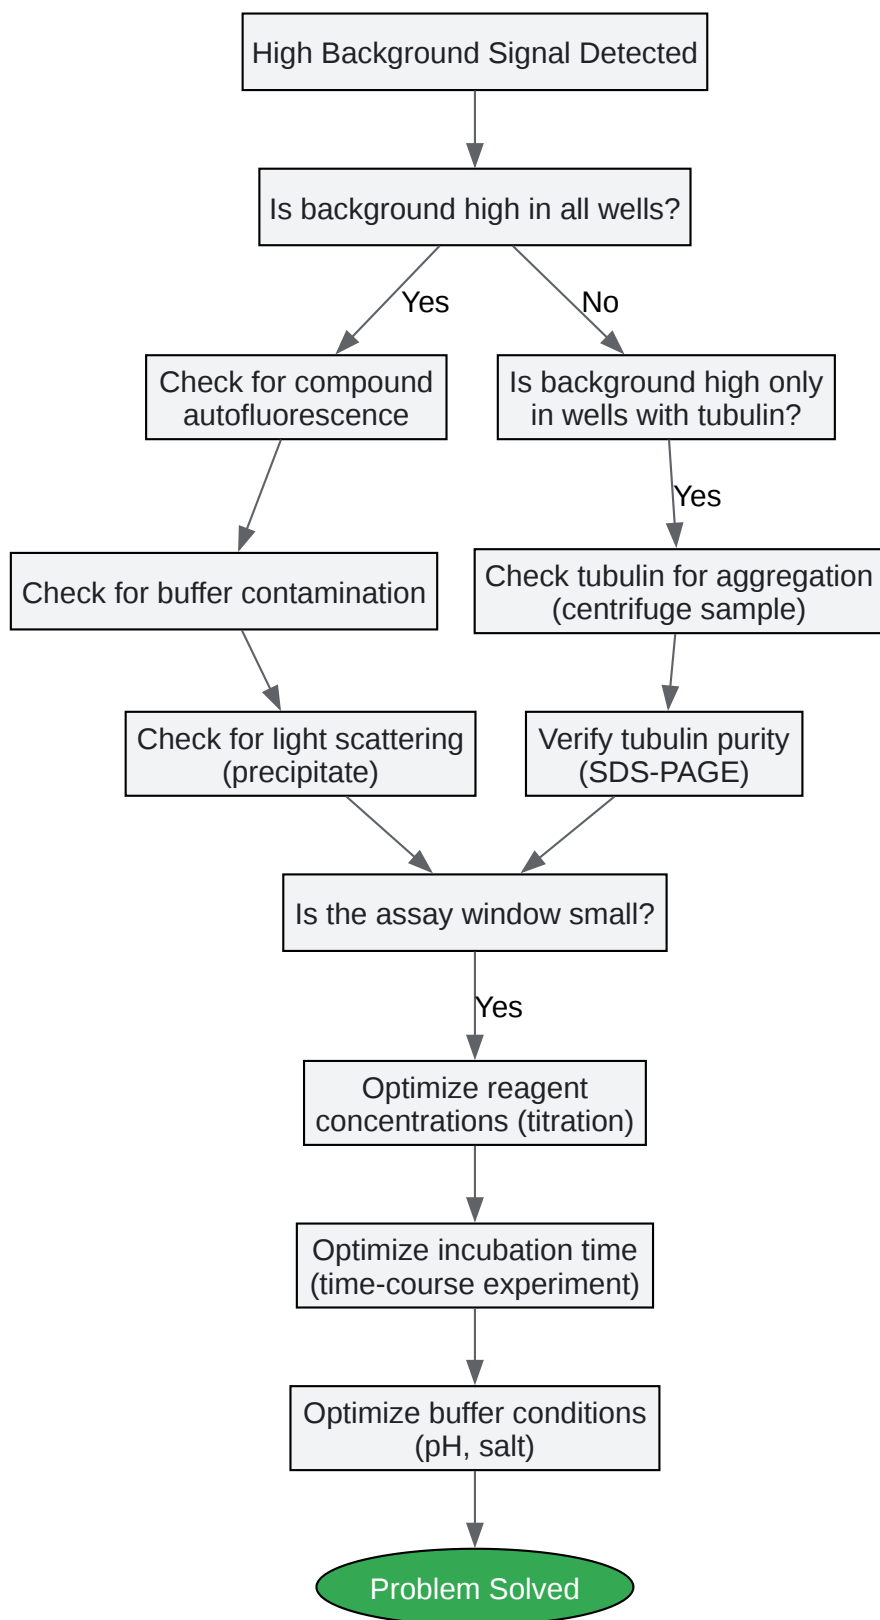 High Background Signal Detected
Is background high in all wells?
Yes
No
Check for compound
autofluorescence
Is background high only
in wells with tubulin?
Yes
Check for buffer contamination
Check tubulin for aggregation
(centrifuge sample)
Check for light scattering
(precipitate)
Verify tubulin purity
(SDS-PAGE)
Is the assay window small?
Yes
Optimize reagent
concentrations (titration)
Optimize incubation time
(time-course experiment)
Optimize buffer conditions
(pH, salt)
Problem Solved